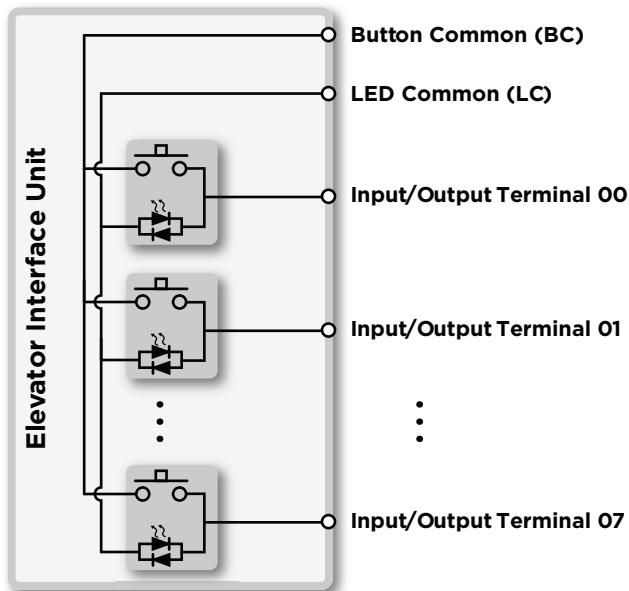 Button Common (BC)
LED Common (LC)
Elevator Interface Unit
Input/Output Terminal 00
Input/Output Terminal 01
Input/Output Terminal 07